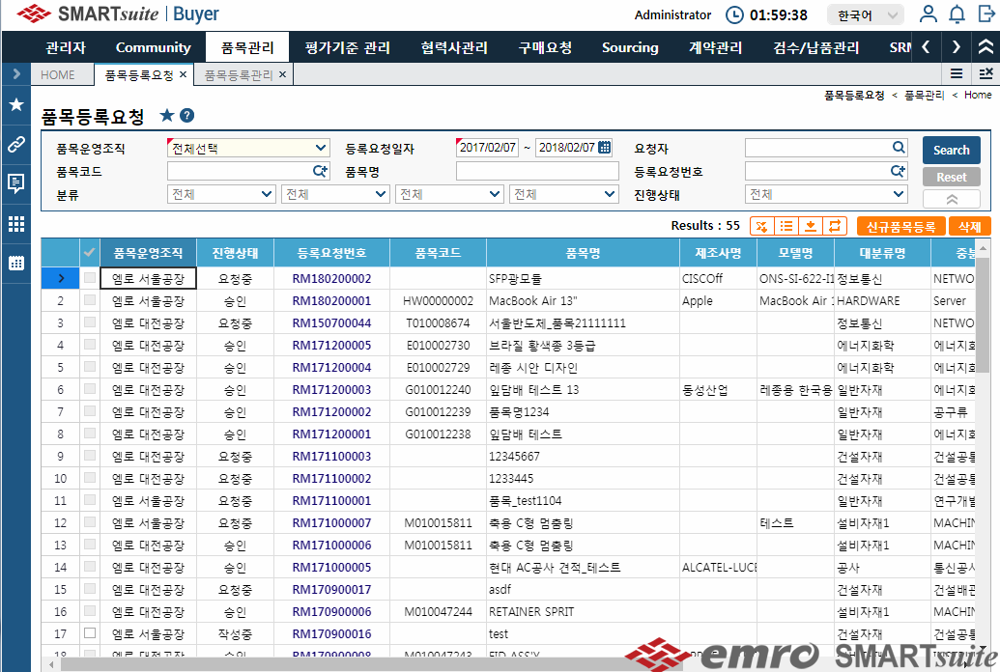 SMARTsuite | Buyer Administrator 01:59:38 한국어
관리자 Community 품목관리 평가기준 관리 협력사관리 구매요청 Sourcing 계약관리 검수/납품관리
HOME 품목등록요청 × 품목등록관리 ×
품목등록요청 < 품목관리 < Home
품목등록요청
품목운영조직 전체선택 등록요청일자 2017/02/07 ~ 2018/02/07 요청자 Search
품목코드 품목명 등록요청번호 Reset
분류 전체 전체 전체 전체 진행상태 전체
Results : 55 신규품목등록 삭제
품목운영조직 진행상태 등록요청번호 품목코드 품목명 제조사명 모델명 대분류명
엠로 서울공장 요청중 RM180200002 SFP광모듈 CISCOff ONS-SI-622-I1 정보통신 NETWO
2 엠로 서울공장 승인 RM180200001 HW00000002 MacBook Air 13" Apple MacBook Air 1 HARDWARE Server
3 엠로 대전공장 요청중 RM150700044 T010008674 서울반도체_품목21111111 정보통신 NETWO
4 엠로 대전공장 승인 RM171200005 E010002730 브라질 황색종 3등급 에너지화학 에너지화
5 엠로 대전공장 승인 RM171200004 E010002729 레종 시안 디자인 에너지화학 에너지화
6 엠로 대전공장 승인 RM171200003 G010012240 잎담배 테스트 13 동성산업 레종용 한국용 일반자재 에너지화
7 엠로 대전공장 승인 RM171200002 G010012239 품목명1234 일반자재 공구류
8 엠로 대전공장 승인 RM171200001 G010012238 잎담배 테스트 일반자재 에너지화
9 엠로 대전공장 요청중 RM171100003 12345667 건설자재 건설공통
10 엠로 대전공장 요청중 RM171100002 1233445 건설자재 건설공통
11 엠로 서울공장 요청중 RM171100001 품목_test1104 일반자재 연구개발
12 엠로 서울공장 요청중 RM171000007 M010015811 축용 C형 멈춤링 테스트 설비자재1 MACHIN
13 엠로 서울공장 승인 RM171000006 M010015811 축용 C형 멈춤링 설비자재1 MACHIN
14 엠로 대전공장 승인 RM171000005 현대 AC공사 견적_테스트 ALCATEL-LUCE 공사 통신공사
15 엠로 대전공장 요청중 RM170900017 asdf 건설자재 건설배관
16 엠로 대전공장 승인 RM170900006 M010047244 RETAINER SPRIT 설비자재1 MACHIN
17 엠로 서울공장 작성중 RM170900016 test 건설자재 건설공통
18 엠로 대전공장 승인 RM170900008 M010047243
emro SMARTsuite